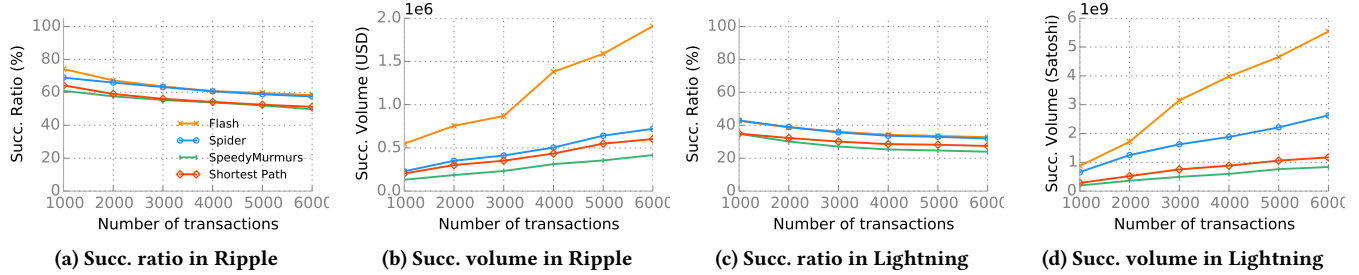 100
80
60
40
20
0
Succ. Ratio (%)
Flash
Spider
SpeedyMurmurs
Shortest Path
1000 2000 3000 4000 5000 6000
Number of transactions
(a) Succ. ratio in Ripple
1e6
2.0
1.5
1.0
0.5
0.0
Succ. Volume (USD)
1000 2000 3000 4000 5000 6000
Number of transactions
(b) Succ. volume in Ripple
100
80
60
40
20
0
Succ. Ratio (%)
1000 2000 3000 4000 5000 6000
Number of transactions
(c) Succ. ratio in Lightning
1e9
6
5
4
3
2
1
0
Succ. Volume (Satoshi)
1000 2000 3000 4000 5000 6000
Number of transactions
(d) Succ. volume in Lightning